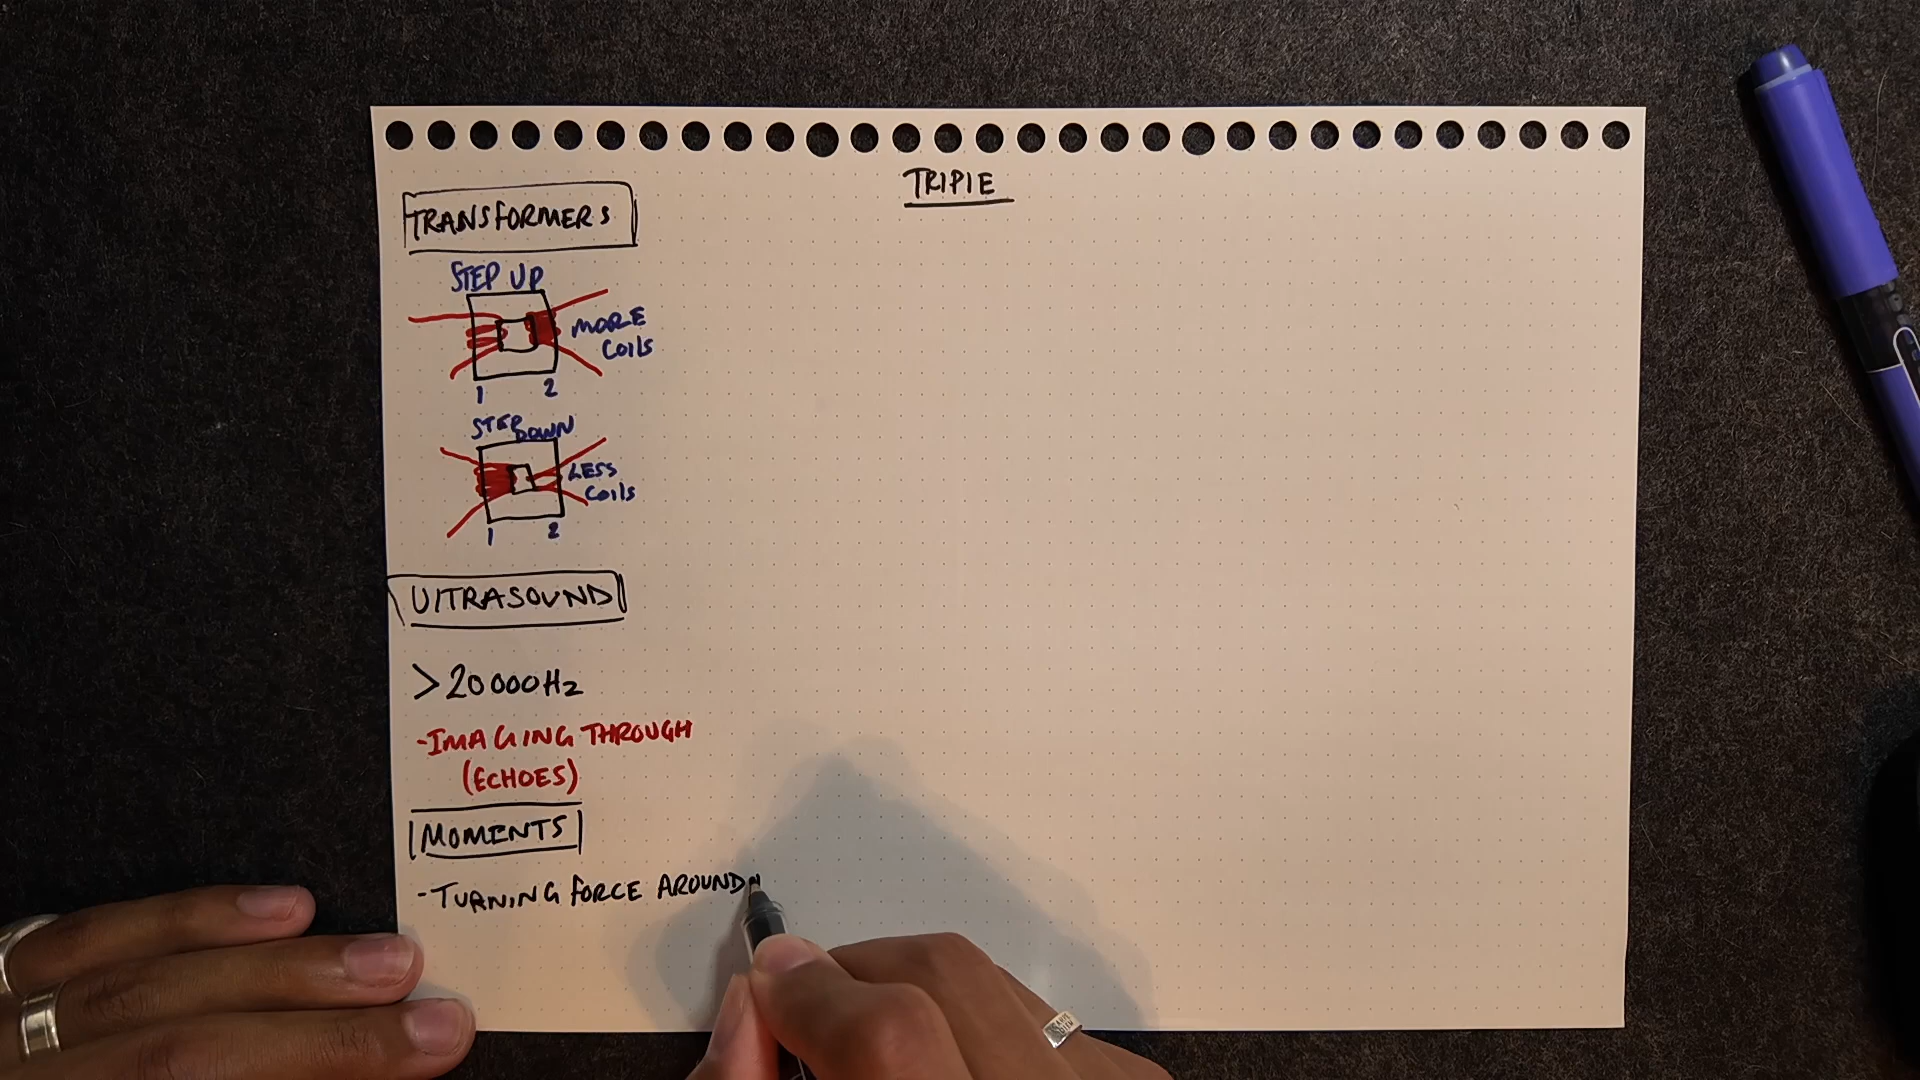 TRIPLE
TRANSFORMERS
STEP UP
MORE
COILS
1 2
STEP DOWN
LESS
COILS
1 2
ULTRASOUND
>20000Hz
-IMAGING THROUGH
(ECHOES)
MOMENTS
-TURNING FORCE AROUND